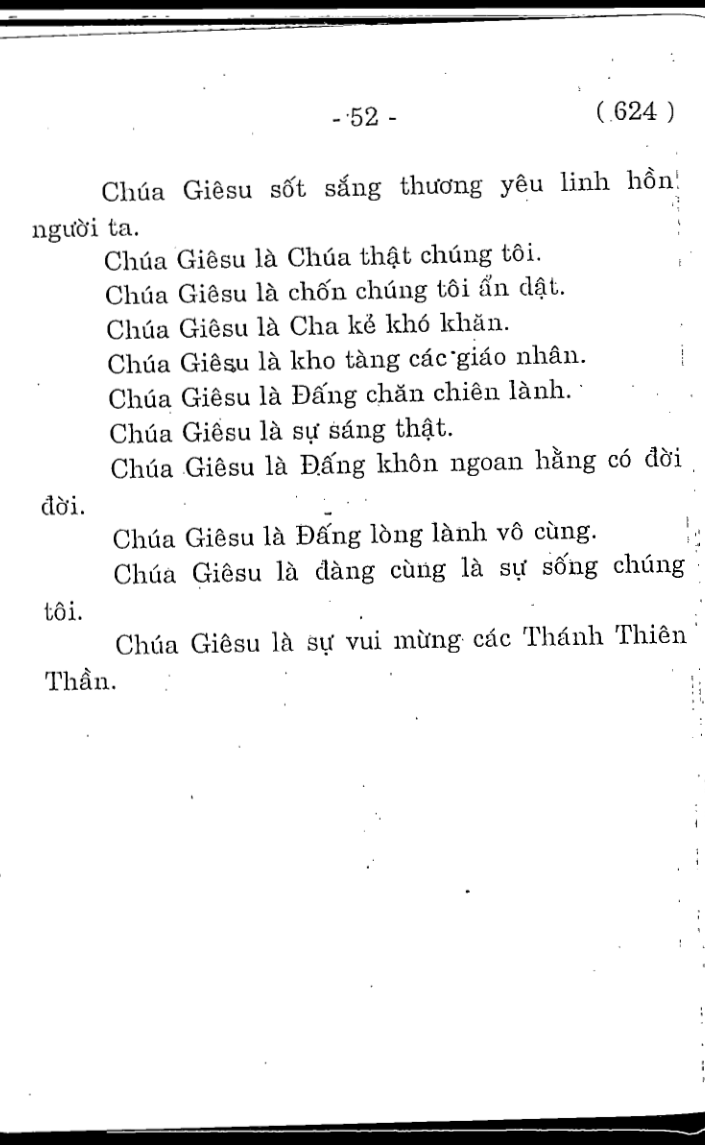 - 52 - ( 624 )
Chúa Giêsu sốt sắng thương yêu linh hồn
người ta.
Chúa Giêsu là Chúa thật chúng tôi.
Chúa Giêsu là chốn chúng tôi ẩn dật.
Chúa Giêsu là Cha kẻ khó khăn.
Chúa Giêsu là kho tàng các giáo nhân.
Chúa Giêsu là Đấng chăn chiên lành.
Chúa Giêsu là sự sáng thật.
Chúa Giêsu là Đấng khôn ngoan hằng có đời
đời.
Chúa Giêsu là Đấng lòng lành vô cùng.
Chúa Giêsu là đàng cùng là sự sống chúng
tôi.
Chúa Giêsu là sự vui mừng các Thánh Thiên
Thần.